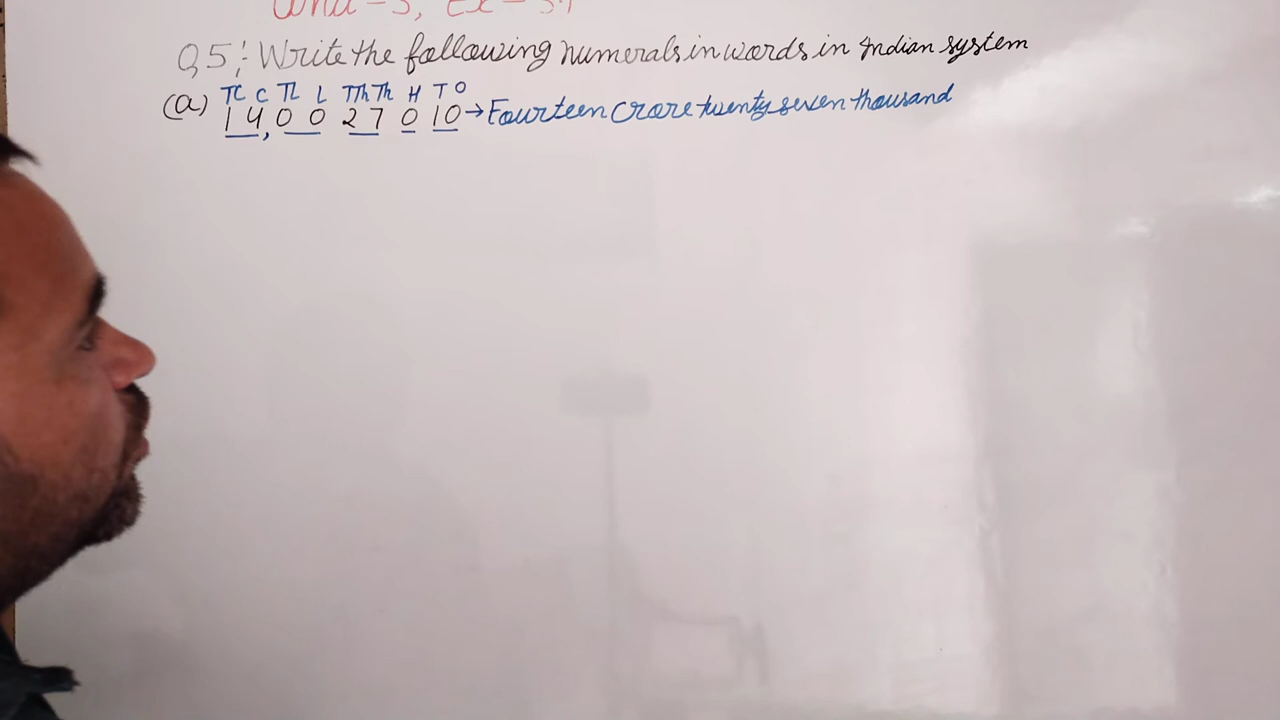 Q5:- Write the following numerals in words in Indian system
TC C TL L TTh Th H T O
(a) 14,00 27 0 10 → Fourteen crore twenty seven thousand